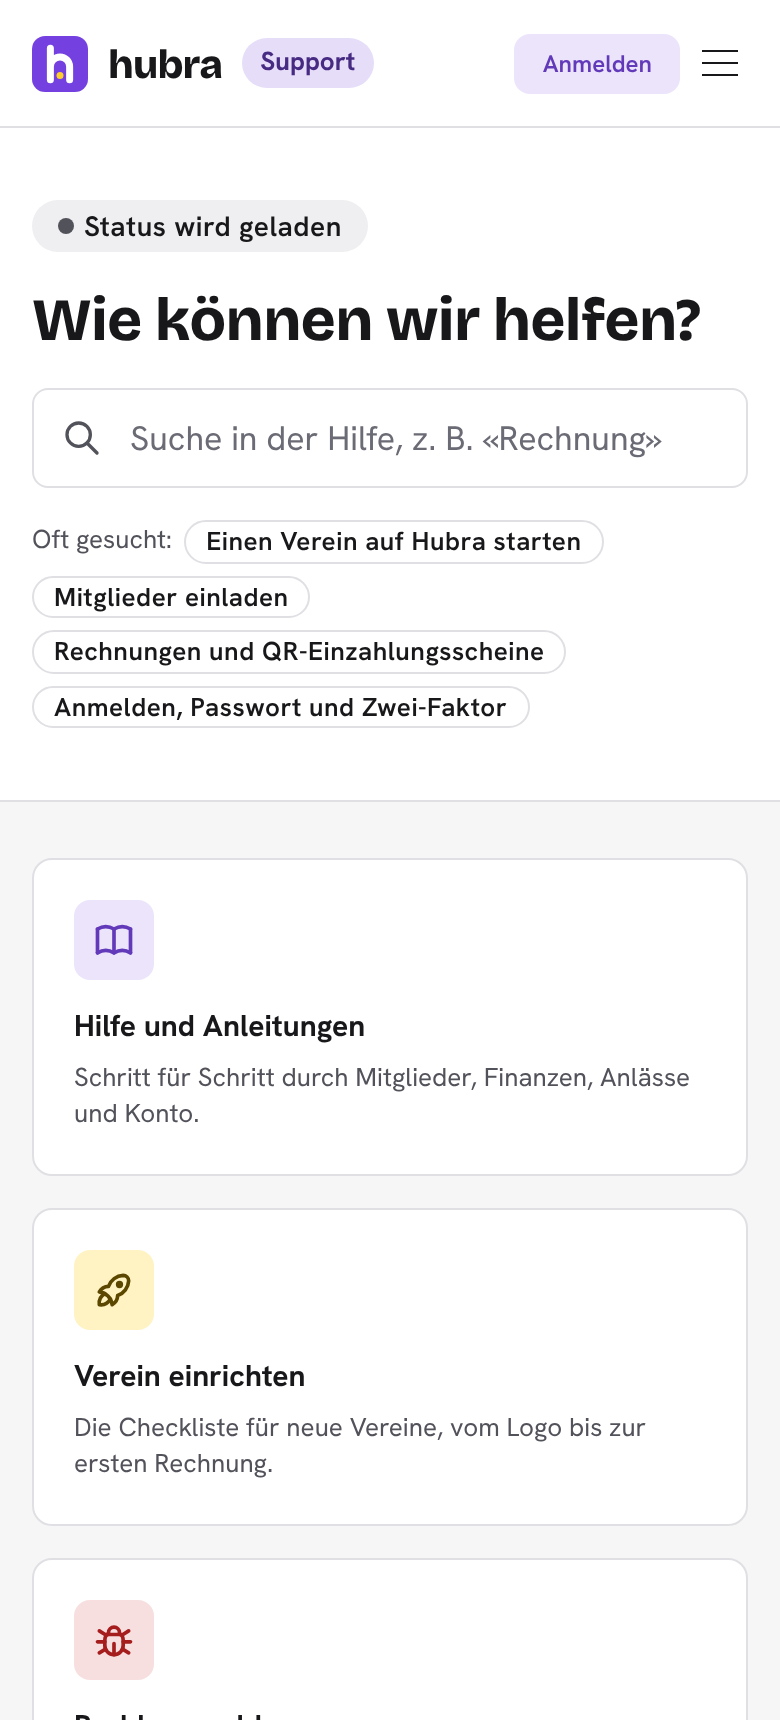 hubra Support Anmelden
Status wird geladen
Wie können wir helfen?
Suche in der Hilfe, z. B. «Rechnung»
Oft gesucht: Einen Verein auf Hubra starten
Mitglieder einladen
Rechnungen und QR-Einzahlungsscheine
Anmelden, Passwort und Zwei-Faktor
Hilfe und Anleitungen
Schritt für Schritt durch Mitglieder, Finanzen, Anlässe
und Konto.
Verein einrichten
Die Checkliste für neue Vereine, vom Logo bis zur
ersten Rechnung.